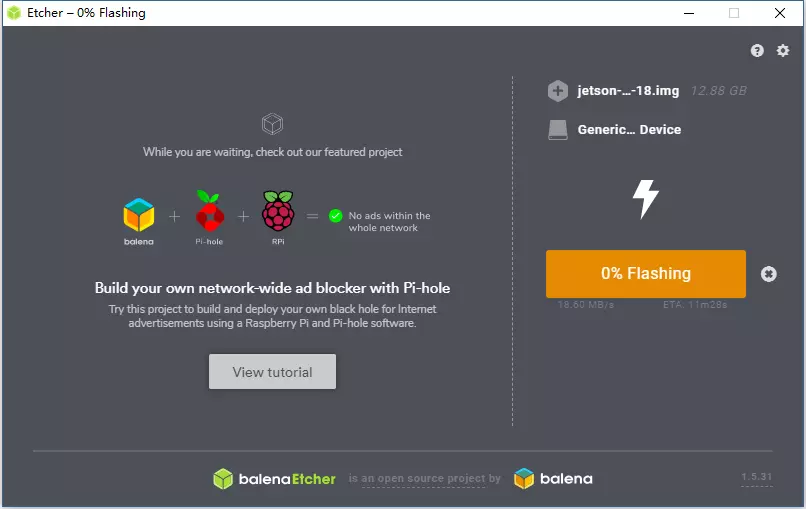 Etcher – 0% Flashing
jetson-...-18.img 12.88 GB
Generic... Device
While you are waiting, check out our featured project
balena + Pi-hole + RPi = No ads within the
whole network
Build your own network-wide ad blocker with Pi-hole
Try this project to build and deploy your own black hole for Internet
advertisements using a Raspberry Pi and Pi-hole software.
View tutorial
0% Flashing
18.60 MB/s ETA: 11m28s
balenaEtcher is an open source project by balena
1.5.31